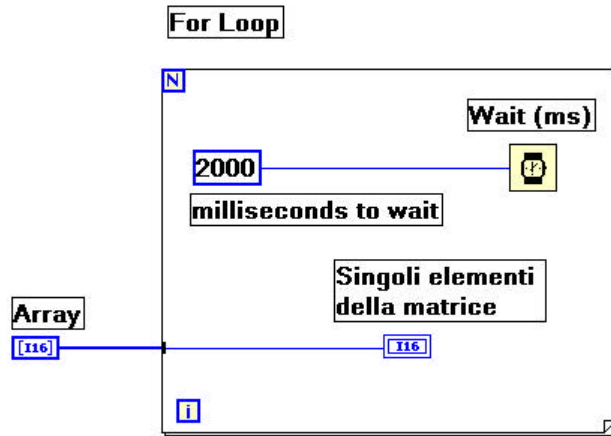 For Loop
N
Wait (ms)
2000
milliseconds to wait
Singoli elementi
della matrice
Array
[I16]
I16
i